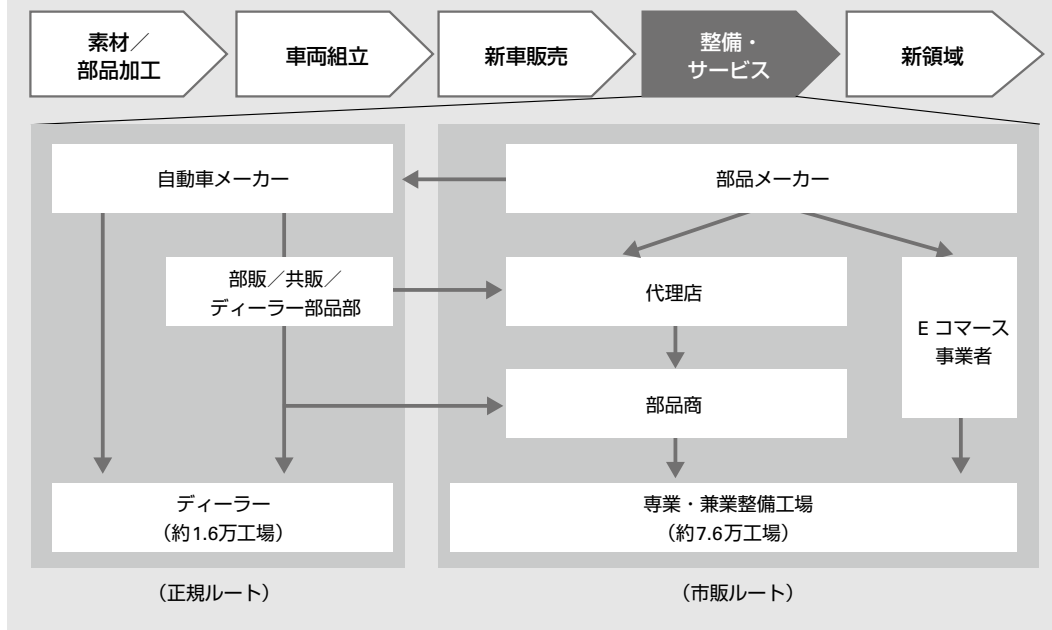 素材／
部品加工
車両組立
新車販売
整備・
サービス
新領域
自動車メーカー
部品メーカー
部販／共販／
ディーラー部品部
代理店
E コマース
事業者
部品商
ディーラー
（約1.6万工場）
専業・兼業整備工場
（約7.6万工場）
（正規ルート）
（市販ルート）